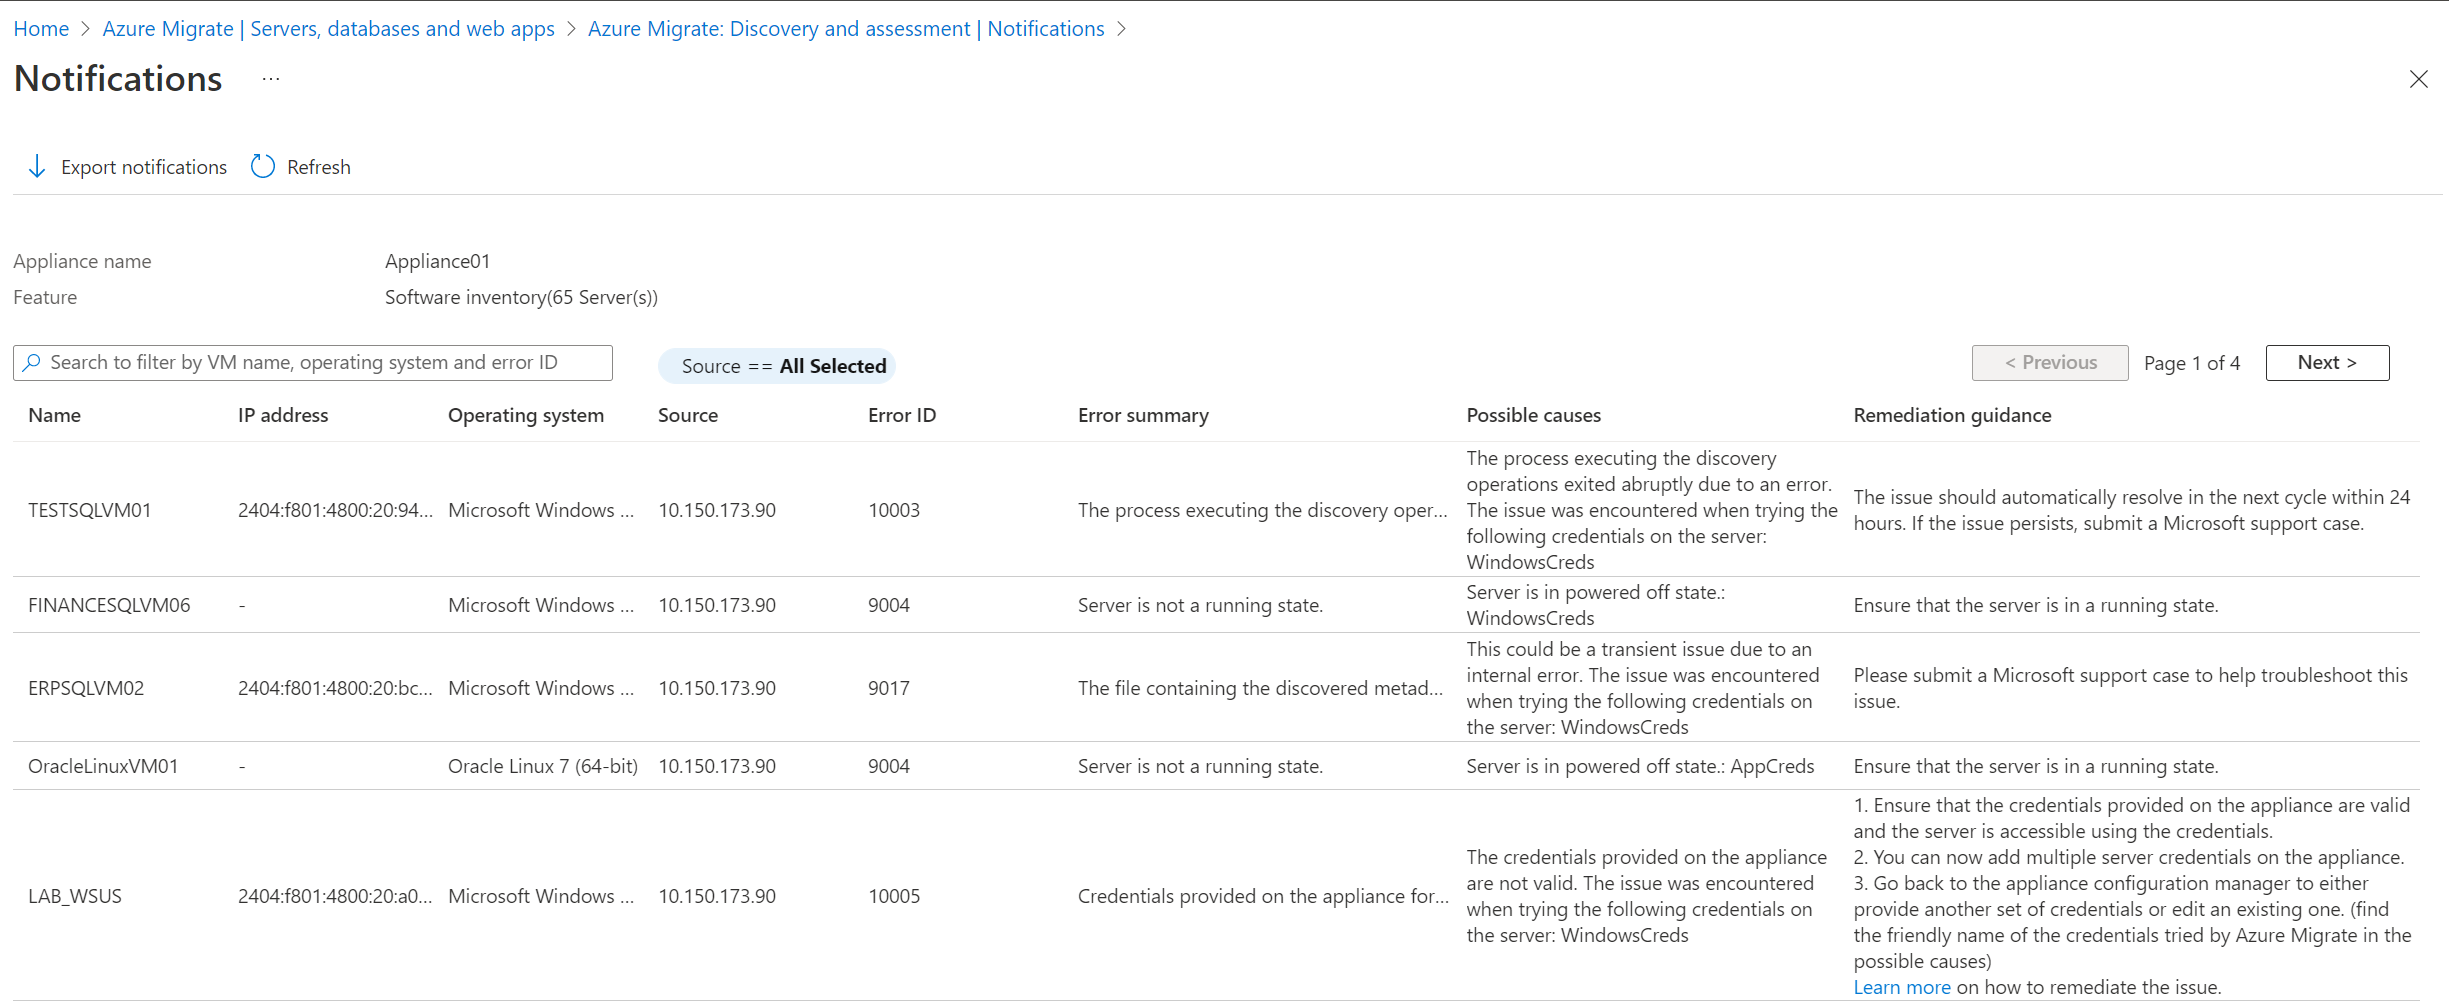 Home > Azure Migrate | Servers, databases and web apps > Azure Migrate: Discovery and assessment | Notifications >
Notifications ...
Export notifications Refresh
Appliance name Appliance01
Feature Software inventory(65 Server(s))
Search to filter by VM name, operating system and error ID Source == All Selected < Previous Page 1 of 4 Next >
Name IP address Operating system Source Error ID Error summary Possible causes Remediation guidance
TESTSQLVM01 2404:f801:4800:20:94... Microsoft Windows ... 10.150.173.90 10003 The process executing the discovery oper...
The process executing the discovery
operations exited abruptly due to an error.
The issue was encountered when trying the
following credentials on the server:
WindowsCreds
The issue should automatically resolve in the next cycle within 24
hours. If the issue persists, submit a Microsoft support case.
FINANCESQLVM06 - Microsoft Windows ... 10.150.173.90 9004 Server is not a running state.
Server is in powered off state.:
WindowsCreds
Ensure that the server is in a running state.
ERPSQLVM02 2404:f801:4800:20:bc... Microsoft Windows ... 10.150.173.90 9017 The file containing the discovered metad...
This could be a transient issue due to an
internal error. The issue was encountered
when trying the following credentials on
the server: WindowsCreds
Please submit a Microsoft support case to help troubleshoot this
issue.
OracleLinuxVM01 - Oracle Linux 7 (64-bit) 10.150.173.90 9004 Server is not a running state. Server is in powered off state.: AppCreds Ensure that the server is in a running state.
LAB_WSUS 2404:f801:4800:20:a0... Microsoft Windows ... 10.150.173.90 10005 Credentials provided on the appliance for...
The credentials provided on the appliance
are not valid. The issue was encountered
when trying the following credentials on
the server: WindowsCreds
1. Ensure that the credentials provided on the appliance are valid
and the server is accessible using the credentials.
2. You can now add multiple server credentials on the appliance.
3. Go back to the appliance configuration manager to either
provide another set of credentials or edit an existing one. (find
the friendly name of the credentials tried by Azure Migrate in the
possible causes)
Learn more on how to remediate the issue.